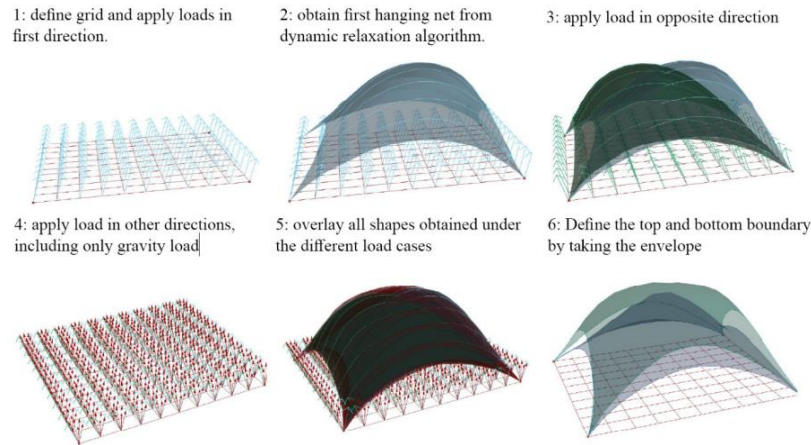 1: define grid and apply loads in
first direction.
2: obtain first hanging net from
dynamic relaxation algorithm.
3: apply load in opposite direction
4: apply load in other directions,
including only gravity load
5: overlay all shapes obtained under
the different load cases
6: Define the top and bottom boundary
by taking the envelope